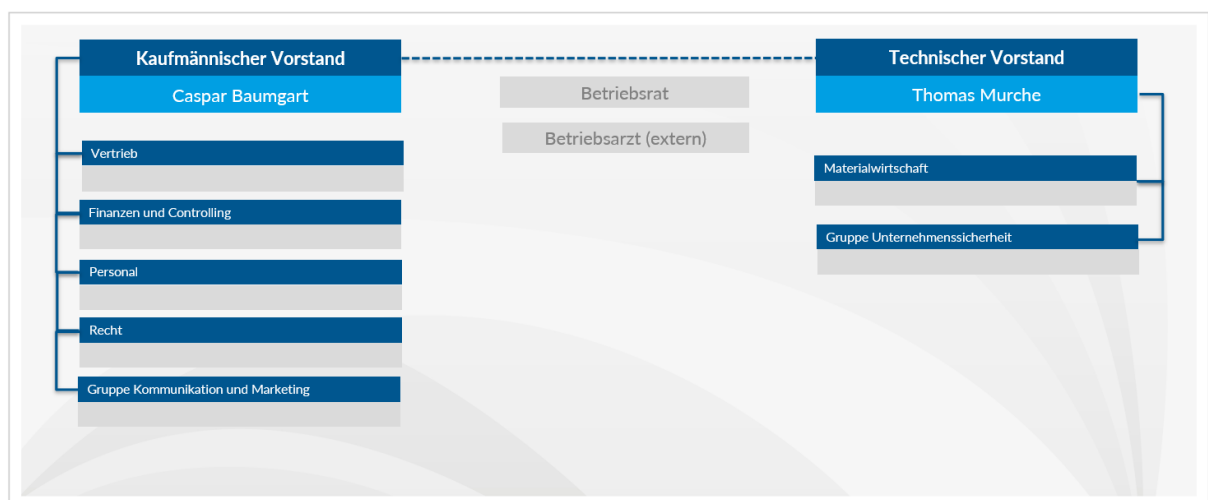 Kaufmännischer Vorstand
Caspar Baumgart
Vertrieb
Finanzen und Controlling
Personal
Recht
Gruppe Kommunikation und Marketing
Betriebsrat
Betriebsarzt (extern)
Technischer Vorstand
Thomas Murche
Materialwirtschaft
Gruppe Unternehmenssicherheit